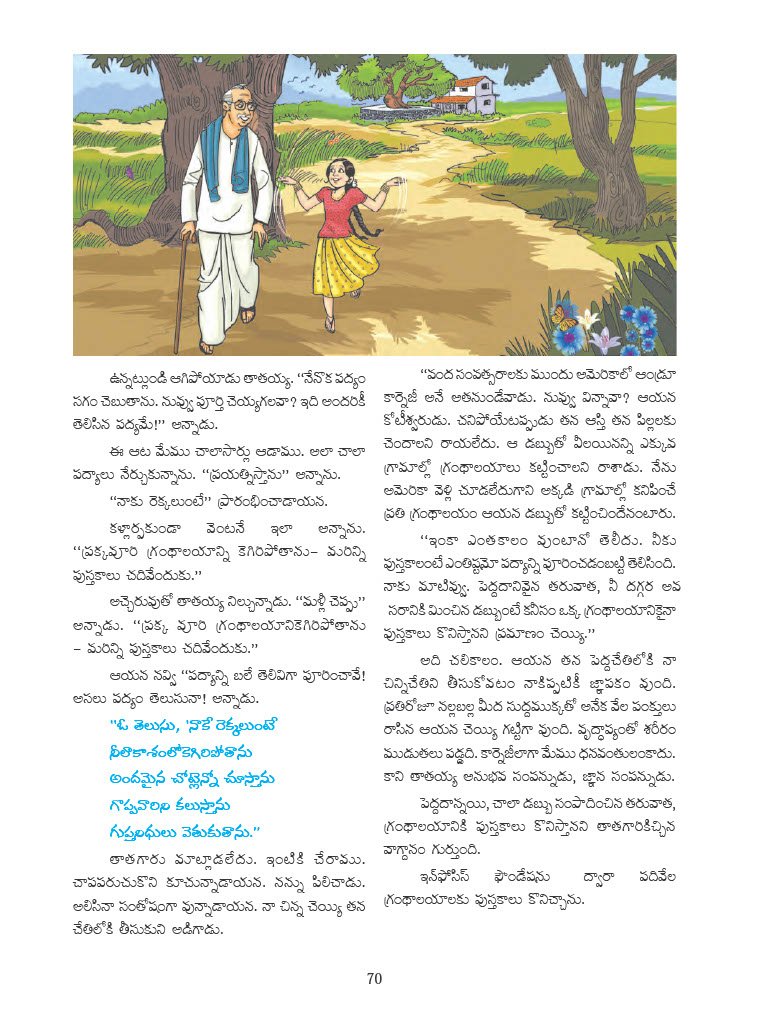 ఉన్నట్లుండి ఆగిపోయాడు తాతయ్య. “నేనొక పద్యం
సగం చెబుతాను. నువ్వు పూర్తి చెయ్యగలవా? ఇది అందరికీ
తెలిసిన పద్యమే!” అన్నాడు.
ఈ ఆట మేము చాలాసార్లు ఆడాము. అలా చాలా
పద్యాలు నేర్చుకున్నాను. “ప్రయత్నిస్తాను” అన్నాను.
“నాకు రెక్కలుంటే” ప్రారంభించాడాయన.
కళ్లార్పకుండా వెంటనే ఇలా అన్నాను.
“ప్రక్కవూరి గ్రంథాలయాన్ని కెగిరిపోతాను– మరిన్ని
పుస్తకాలు చదివేందుకు.”
అచ్చెరువుతో తాతయ్య నిల్చున్నాడు. “మళ్లీ చెప్పు”
అన్నాడు. “ప్రక్క వూరి గ్రంథాలయానికెగిరిపోతాను
– మరిన్ని పుస్తకాలు చదివేందుకు.”
ఆయన నవ్వి “పద్యాన్ని బలే తెలివిగా పూరించావే!
అసలు పద్యం తెలుసునా! అన్నాడు.
“ఓ తెలుసు, ‘నాకే రెక్కలుంటే’
నీలాకాశంలోకెగిరిపోతాను
అందమైన చోట్లెన్నో చూస్తాను
గొప్పవారిని కలుస్తాను
గుప్తనిధులు వెతుకుతాను.”
తాతగారు మాట్లాడలేదు. ఇంటికి చేరాము.
చాపపరుచుకొని కూచున్నాడాయన. నన్ను పిలిచాడు.
అలిసినా సంతోషంగా వున్నాడాయన. నా చిన్న చెయ్యి తన
చేతిలోకి తీసుకుని అడిగాడు.
“వంద సంవత్సరాలకు ముందు అమెరికాలో ఆండ్రూ
కార్నెజీ అనే అతనుండేవాడు. నువ్వు విన్నావా? ఆయన
కోటీశ్వరుడు. చనిపోయేటప్పుడు తన ఆస్తి తన పిల్లలకు
చెందాలని రాయలేదు. ఆ డబ్బుతో వీలయినన్ని ఎక్కువ
గ్రామాల్లో గ్రంథాలయాలు కట్టించాలని రాశాడు. నేను
అమెరికా వెళ్లి చూడలేదుగాని అక్కడి గ్రామాల్లో కనిపించే
ప్రతి గ్రంథాలయం ఆయన డబ్బుతో కట్టించిందేనంటారు.
“ఇంకా ఎంతకాలం వుంటానో తెలీదు. నీకు
పుస్తకాలంటే ఎంతిష్టమో పద్యాన్ని పూరించడంబట్టి తెలిసింది.
నాకు మాటివ్వు. పెద్దదానివైన తరువాత, నీ దగ్గర అవ
సరానికి మించిన డబ్బుంటే కనీసం ఒక్క గ్రంథాలయానికైనా
పుస్తకాలు కొనిస్తానని ప్రమాణం చెయ్యి.”
అది చలికాలం. ఆయన తన పెద్దచేతిలోకి నా
చిన్నిచేతిని తీసుకోవటం నాకిప్పటికీ జ్ఞాపకం వుంది.
ప్రతిరోజూ నల్లబల్ల మీద సుద్దముక్కతో అనేక వేల పంక్తులు
రాసిన ఆయన చెయ్యి గట్టిగా వుంది. వృద్ధాప్యంతో శరీరం
ముడుతలు పడ్డది. కార్నెజీలాగా మేము ధనవంతులంకాదు.
కాని తాతయ్య అనుభవ సంపన్నుడు, జ్ఞాన సంపన్నుడు.
పెద్దదాన్నయి, చాలా డబ్బు సంపాదించిన తరువాత,
గ్రంథాలయానికి పుస్తకాలు కొనిస్తానని తాతగారికిచ్చిన
వాగ్దానం గుర్తుంది.
ఇన్‌ఫోసిస్ ఫౌండేషను ద్వారా పదివేల
గ్రంథాలయాలకు పుస్తకాలు కొనిచ్చాను.
70